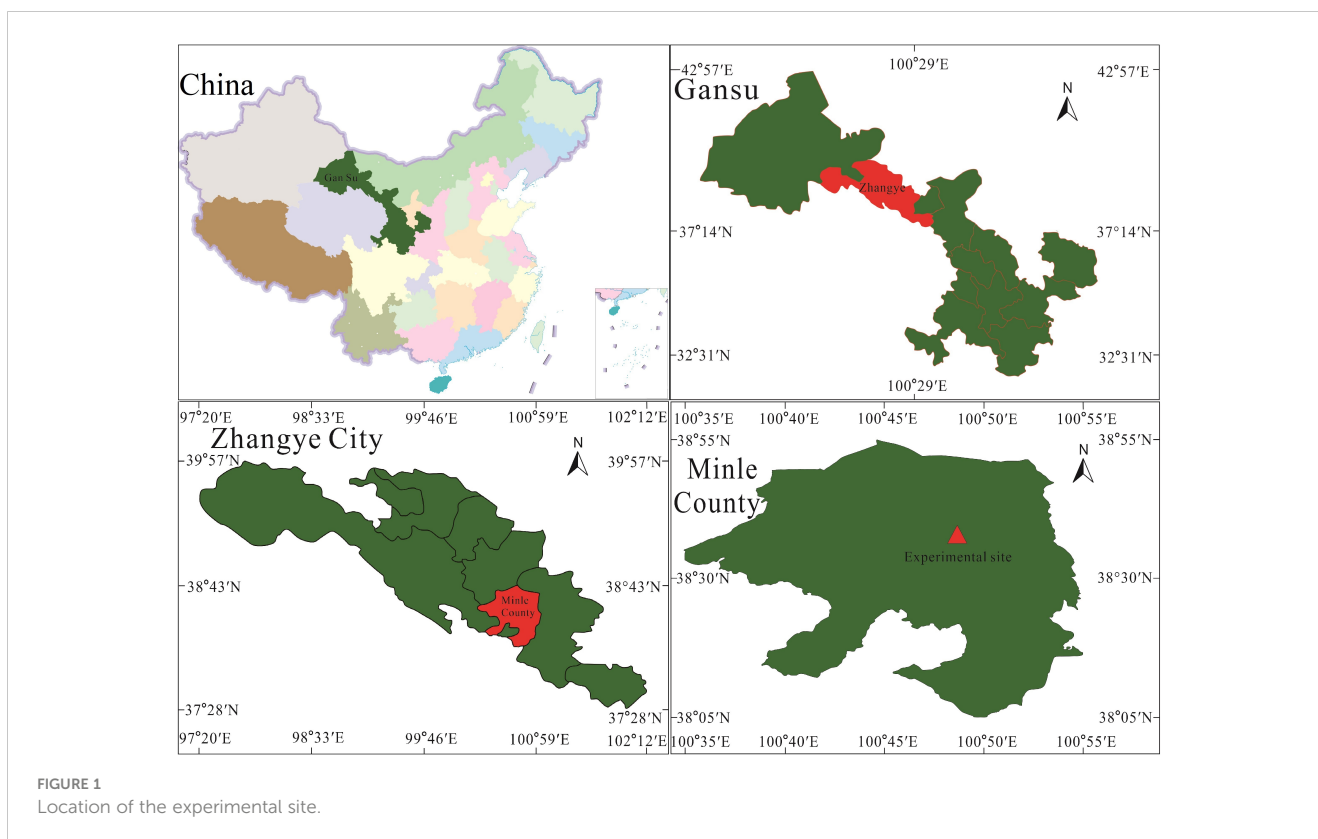 China
Gan Su
42°57′E
100°29′E
42°57′E
Gansu
N
Zhangye
37°14′N
37°14′N
32°31′N
32°31′N
100°29′E
97°20′E
98°33′E
99°46′E
100°59′E
102°12′E
Zhangye City
N
39°57′N
39°57′N
38°43′N
38°43′N
Minle
County
37°28′N
37°28′N
97°20′E
98°33′E
99°46′E
100°59′E
102°12′E
100°35′E
100°40′E
100°45′E
100°50′E
100°55′E
38°55′N
38°55′N
Minle
County
N
Experimental site
38°30′N
38°30′N
38°05′N
38°05′N
100°35′E
100°40′E
100°45′E
100°50′E
100°55′E
FIGURE 1
Location of the experimental site.